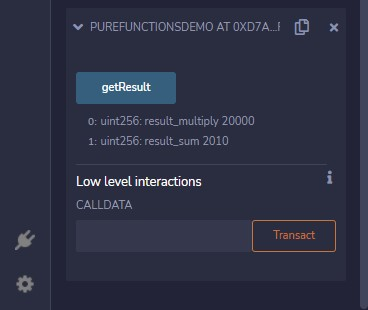 PUREFUNCTIONSDEMO AT 0XD7A...F
getResult
0: uint256: result_multiply 20000
1: uint256: result_sum 2010
Low level interactions
CALLDATA
Transact